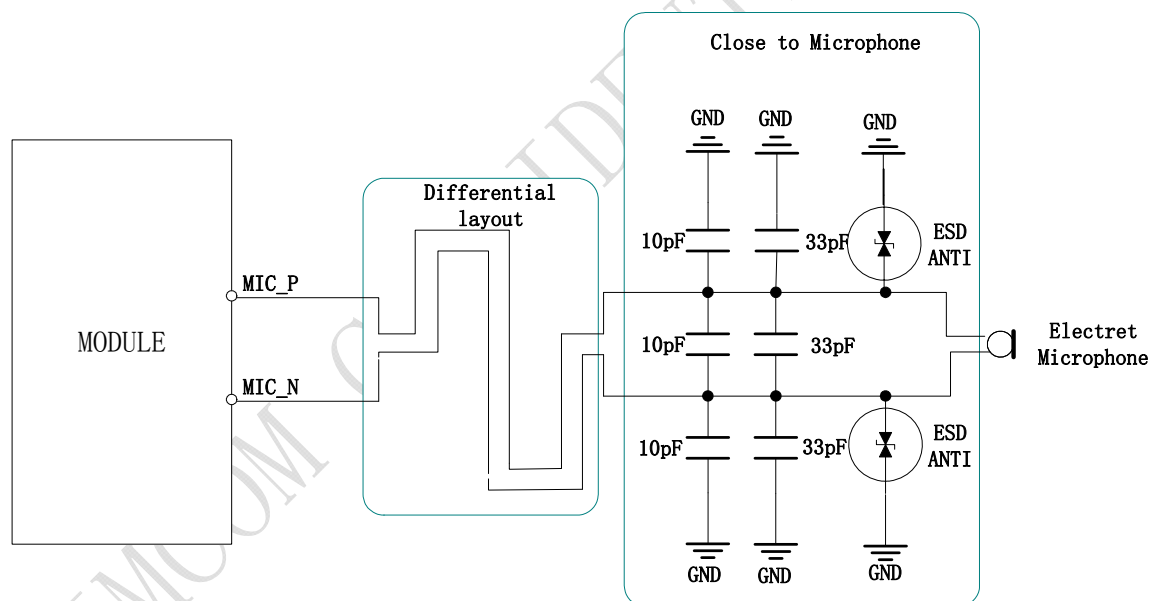 Close to Microphone
GND
GND
GND
Differential
layout
10pF
33pF
ESD
ANTI
MIC_P
MODULE
10pF
33pF
Electret
Microphone
MIC_N
10pF
33pF
ESD
ANTI
GND
GND
GND